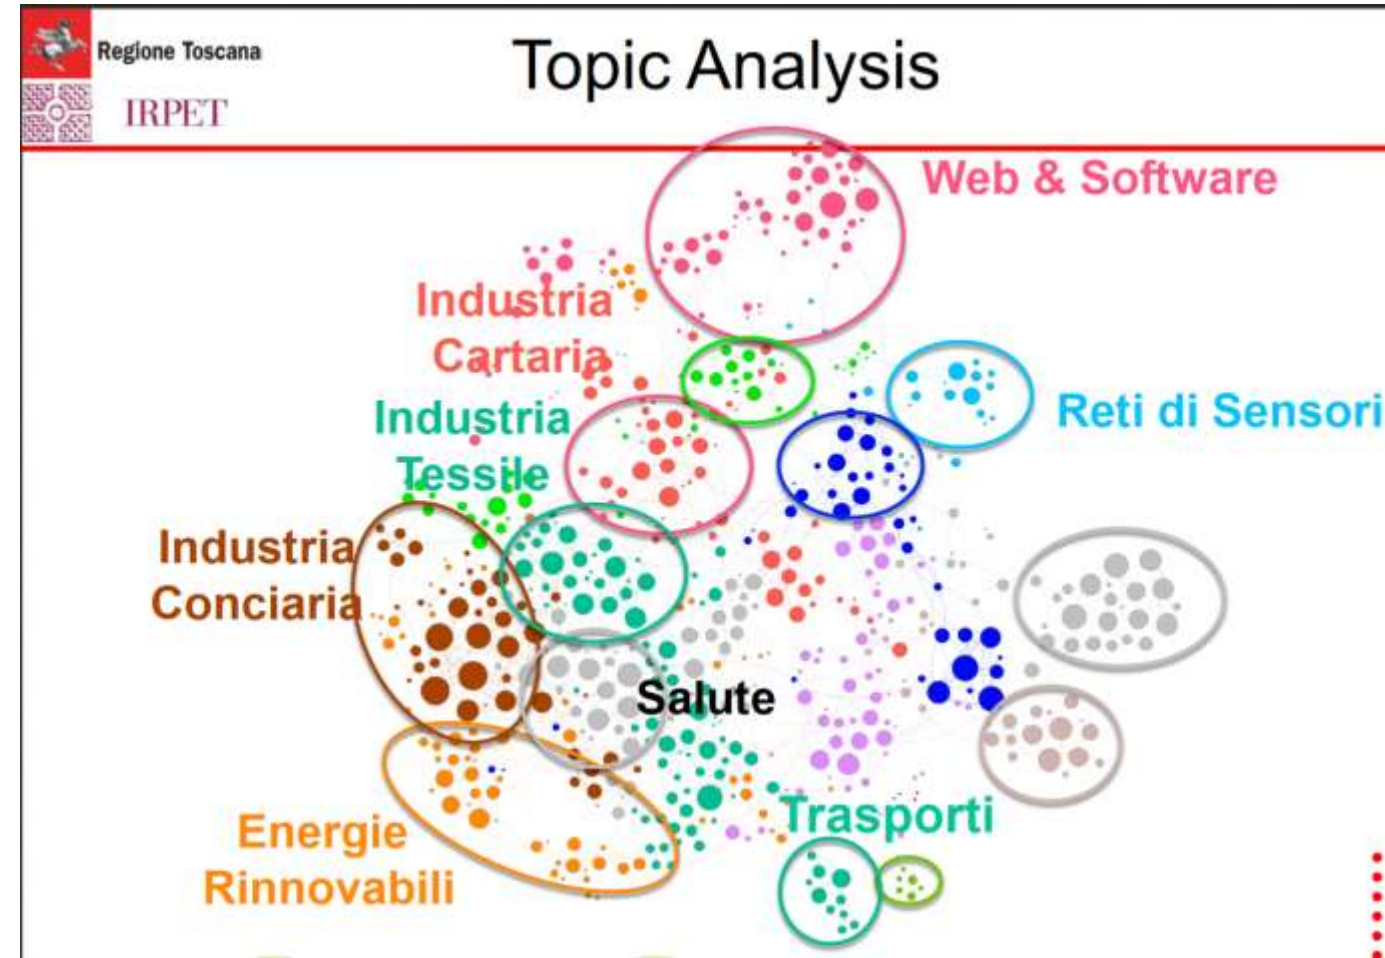 Regione Toscana
IRPET
Topic Analysis
Web & Software
Industria
Cartaria
Industria
Tessile
Reti di Sensori
Industria
Conciaria
Salute
Trasporti
Energie
Rinnovabili